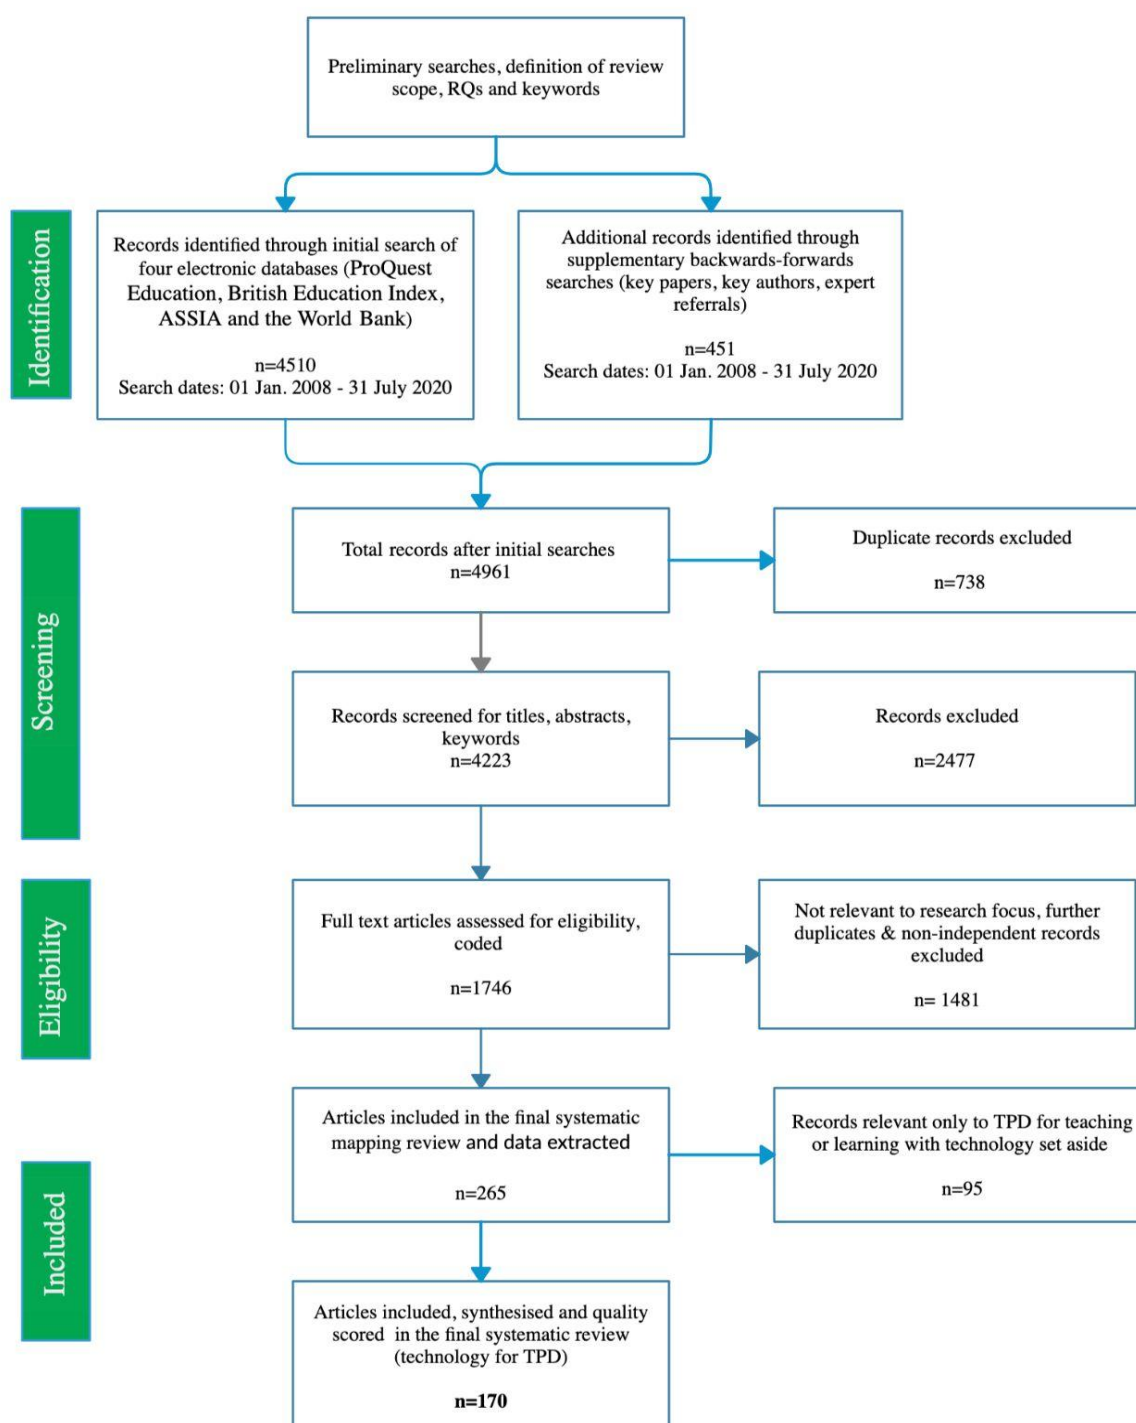 Preliminary searches, definition of review
scope, RQs and keywords
Identification
Records identified through initial search of
four electronic databases (ProQuest
Education, British Education Index,
ASSIA and the World Bank)
n=4510
Search dates: 01 Jan. 2008 - 31 July 2020
Additional records identified through
supplementary backwards-forwards
searches (key papers, key authors, expert
referrals)
n=451
Search dates: 01 Jan. 2008 - 31 July 2020
Screening
Total records after initial searches
n=4961
Duplicate records excluded
n=738
Records screened for titles, abstracts,
keywords
n=4223
Records excluded
n=2477
Eligibility
Full text articles assessed for eligibility,
coded
n=1746
Not relevant to research focus, further
duplicates & non-independent records
excluded
n= 1481
Included
Articles included in the final systematic
mapping review and data extracted
n=265
Records relevant only to TPD for teaching
or learning with technology set aside
n=95
Articles included, synthesised and quality
scored in the final systematic review
(technology for TPD)
n=170